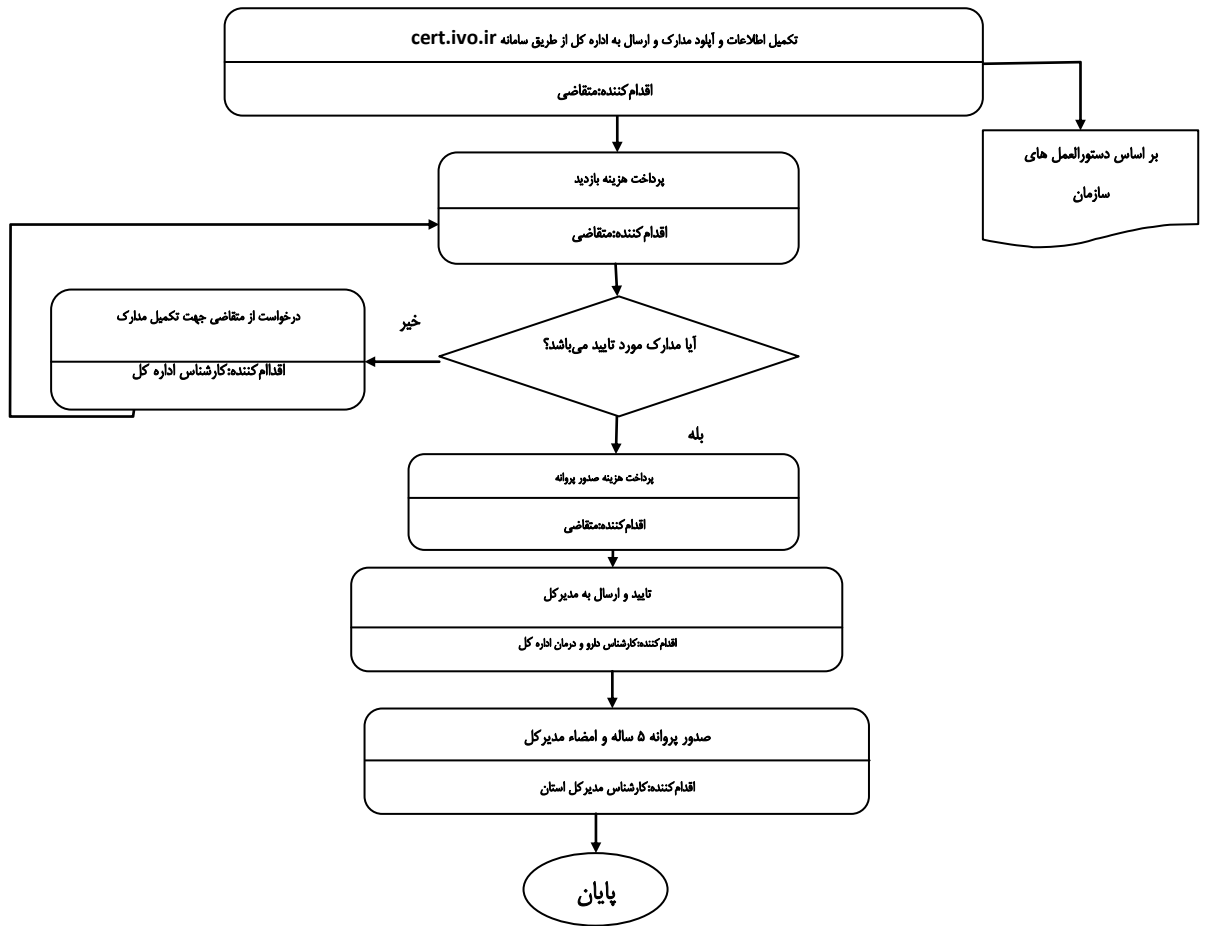 تکمیل اطلاعات و آپلود مدارک و ارسال به اداره کل از طریق سامانه cert.ivo.ir
اقدام‌کننده:متقاضی
بر اساس دستورالعمل های
سازمان
پرداخت هزینه بازدید
اقدام‌کننده:متقاضی
آیا مدارک مورد تایید می‌باشد؟
خیر
درخواست از متقاضی جهت تکمیل مدارک
اقداام‌کننده:کارشناس اداره کل
بله
پرداخت هزینه صدور پروانه
اقدام‌کننده:متقاضی
تایید و ارسال به مدیرکل
اقدام‌کننده:کارشناس دارو و درمان اداره کل
صدور پروانه ۵ ساله و امضاء مدیرکل
اقدام‌کننده:کارشناس مدیرکل استان
پایان